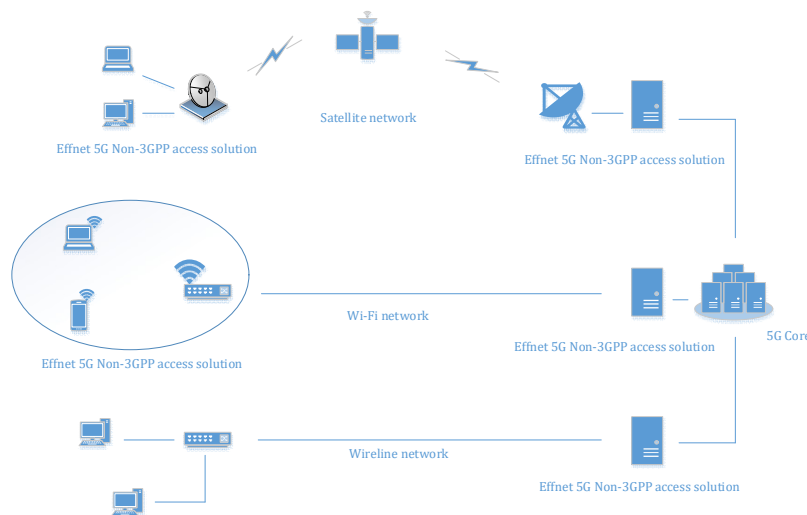 Satellite network
Effnet 5G Non-3GPP access solution
Effnet 5G Non-3GPP access solution
Wi-Fi network
5G Core
Effnet 5G Non-3GPP access solution
Effnet 5G Non-3GPP access solution
Wireline network
Effnet 5G Non-3GPP access solution